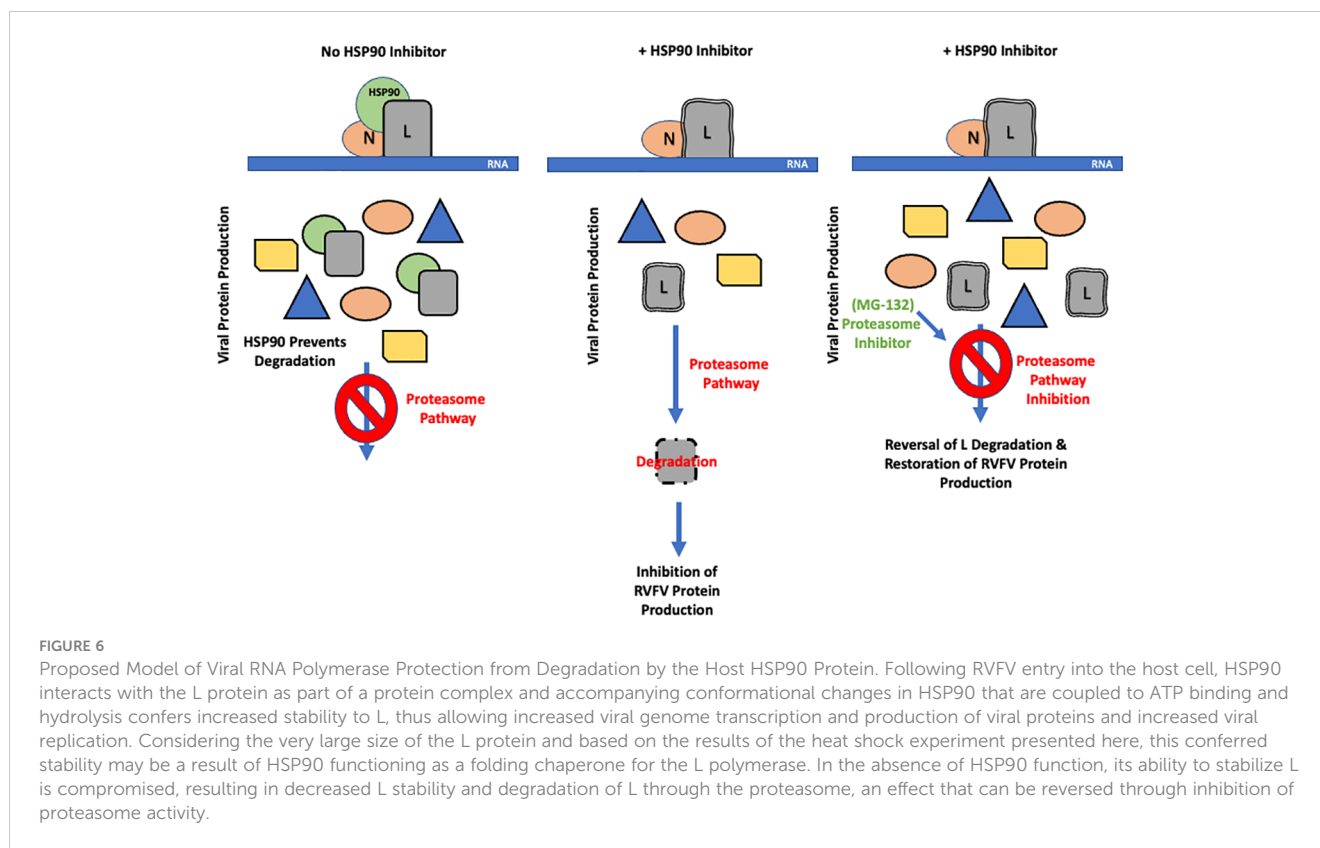 No HSP90 Inhibitor
HSP90
N
L
RNA
Viral Protein Production
HSP90 Prevents
Degradation
Proteasome
Pathway
+ HSP90 Inhibitor
N
L
RNA
Viral Protein Production
L
Proteasome
Pathway
Degradation
Inhibition of
RVFV Protein
Production
+ HSP90 Inhibitor
N
L
RNA
Viral Protein Production
L
L
(MG-132)
Proteasome
Inhibitor
Proteasome
Pathway
Inhibition
Reversal of L Degradation &
Restoration of RVFV Protein
Production
FIGURE 6
Proposed Model of Viral RNA Polymerase Protection from Degradation by the Host HSP90 Protein. Following RVFV entry into the host cell, HSP90
interacts with the L protein as part of a protein complex and accompanying conformational changes in HSP90 that are coupled to ATP binding and
hydrolysis confers increased stability to L, thus allowing increased viral genome transcription and production of viral proteins and increased viral
replication. Considering the very large size of the L protein and based on the results of the heat shock experiment presented here, this conferred
stability may be a result of HSP90 functioning as a folding chaperone for the L polymerase. In the absence of HSP90 function, its ability to stabilize L
is compromised, resulting in decreased L stability and degradation of L through the proteasome, an effect that can be reversed through inhibition of
proteasome activity.